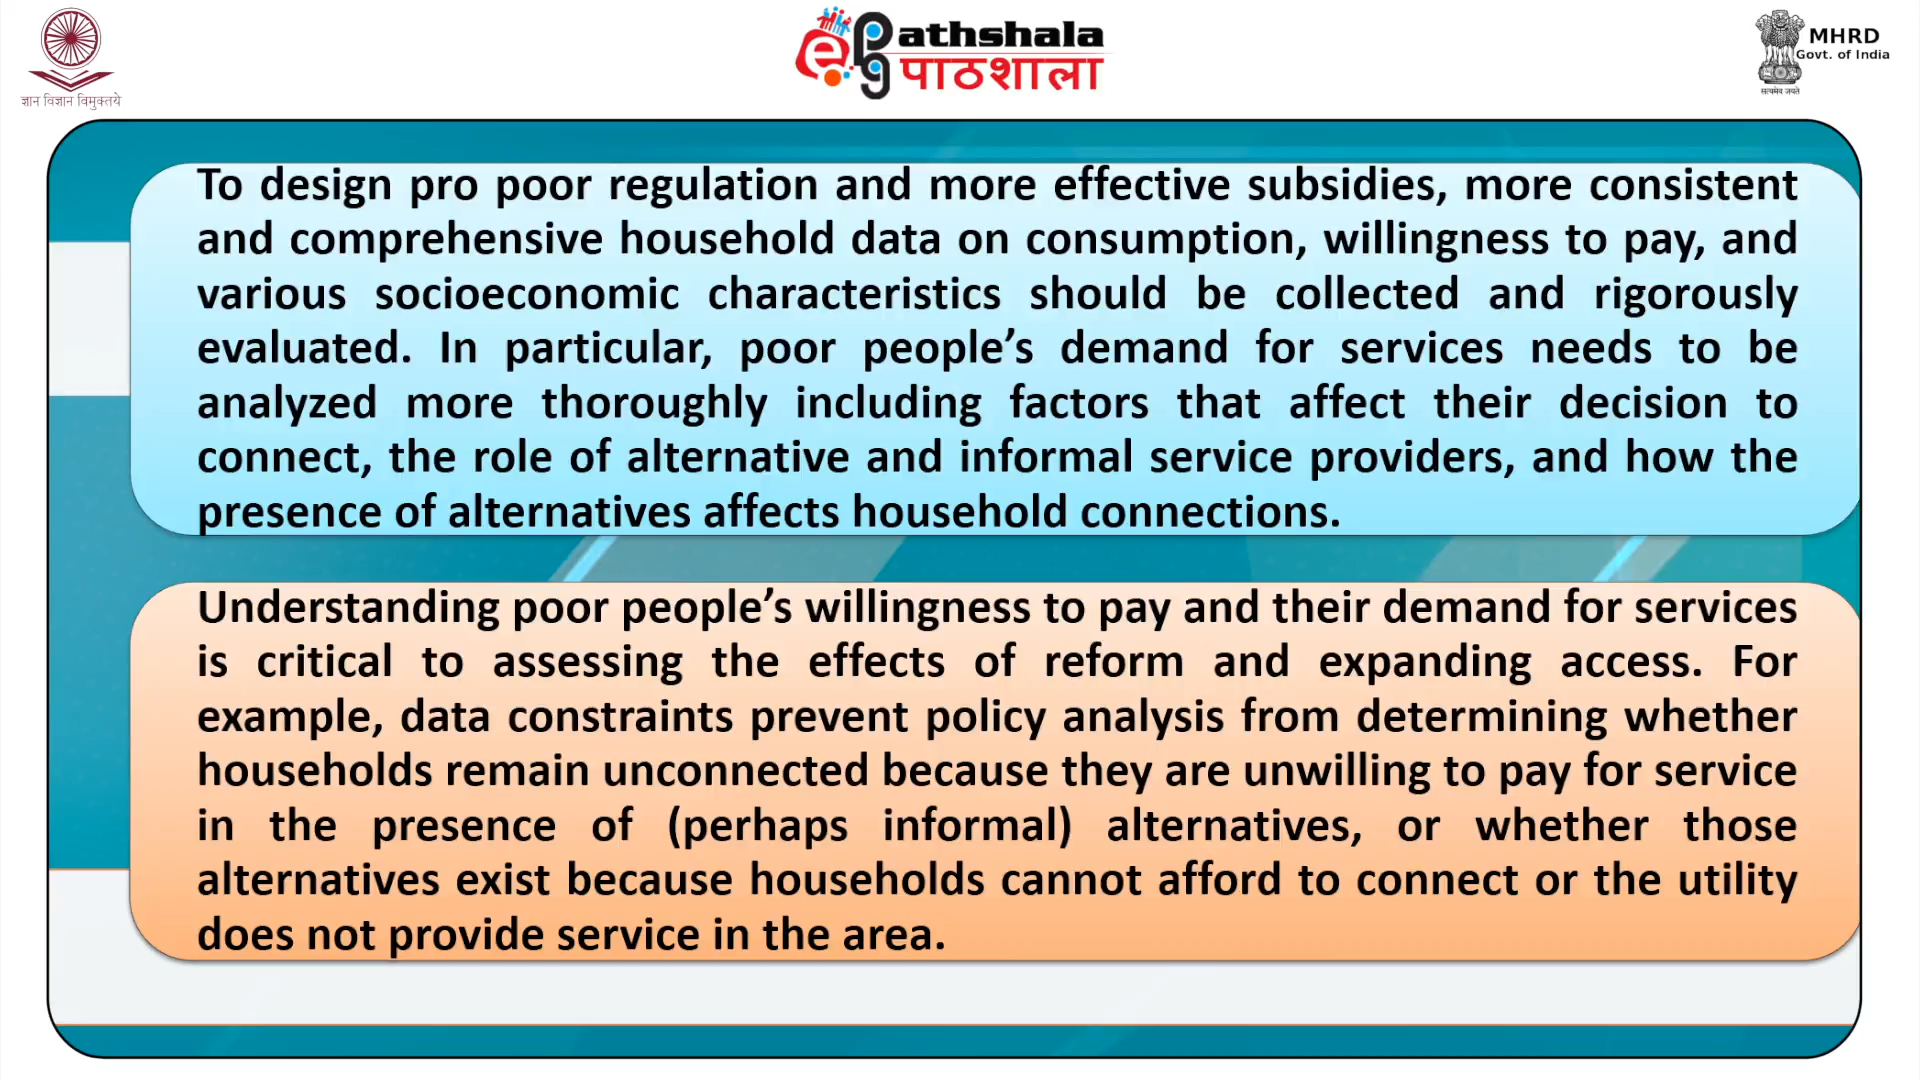 ज्ञान विज्ञान विमुक्तये
ePG Pathshala
पाठशाला
MHRD
Govt. of India
सत्यमेव जयते
To design pro poor regulation and more effective subsidies, more consistent
and comprehensive household data on consumption, willingness to pay, and
various socioeconomic characteristics should be collected and rigorously
evaluated. In particular, poor people’s demand for services needs to be
analyzed more thoroughly including factors that affect their decision to
connect, the role of alternative and informal service providers, and how the
presence of alternatives affects household connections.
Understanding poor people’s willingness to pay and their demand for services
is critical to assessing the effects of reform and expanding access. For
example, data constraints prevent policy analysis from determining whether
households remain unconnected because they are unwilling to pay for service
in the presence of (perhaps informal) alternatives, or whether those
alternatives exist because households cannot afford to connect or the utility
does not provide service in the area.